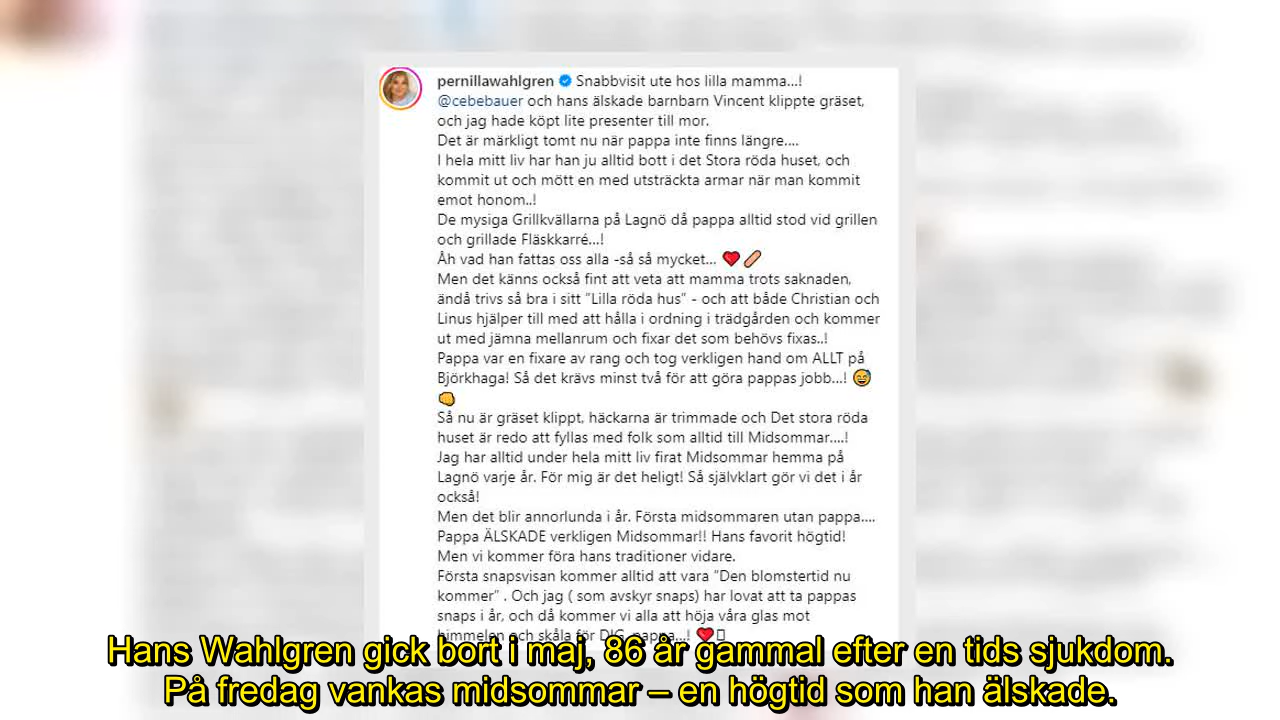 pernillawahlgren Snabbvisit ute hos lilla mamma...!
@cebebauer och hans älskade barnbarn Vincent klippte gräset,
och jag hade köpt lite presenter till mor.
Det är märkligt tomt nu när pappa inte finns längre....
I hela mitt liv har han ju alltid bott i det Stora röda huset, och
kommit ut och mött en med utsträckta armar när man kommit
emot honom..!
De mysiga Grillkvällarna på Lagnö då pappa alltid stod vid grillen
och grillade Fläskkarré...!
Åh vad han fattas oss alla -så så mycket... ❤️🩹
Men det känns också fint att veta att mamma trots saknaden,
ändå trivs så bra i sitt ”Lilla röda hus” - och att både Christian och
Linus hjälper till med att hålla i ordning i trädgården och kommer
ut med jämna mellanrum och fixar det som behövs fixas..!
Pappa var en fixare av rang och tog verkligen hand om ALLT på
Björkhaga! Så det krävs minst två för att göra pappas jobb...! 😅
👊
Så nu är gräset klippt, häckarna är trimmade och Det stora röda
huset är redo att fyllas med folk som alltid till Midsommar....!
Jag har alltid under hela mitt liv firat Midsommar hemma på
Lagnö varje år. För mig är det heligt! Så självklart gör vi det i år
också!
Men det blir annorlunda i år. Första midsommaren utan pappa....
Pappa ÄLSKADE verkligen Midsommar!! Hans favorit högtid!
Men vi kommer föra hans traditioner vidare.
Första snapsvisan kommer alltid att vara ”Den blomstertid nu
kommer” . Och jag ( som avskyr snaps) har lovat att ta pappas
snaps i år, och då kommer vi alla att höja våra glas mot
himmelen och skåla för DIG, pappa...! ❤️
Hans Wahlgren gick bort i maj, 86 år gammal efter en tids sjukdom.
På fredag vankas midsommar – en högtid som han älskade.